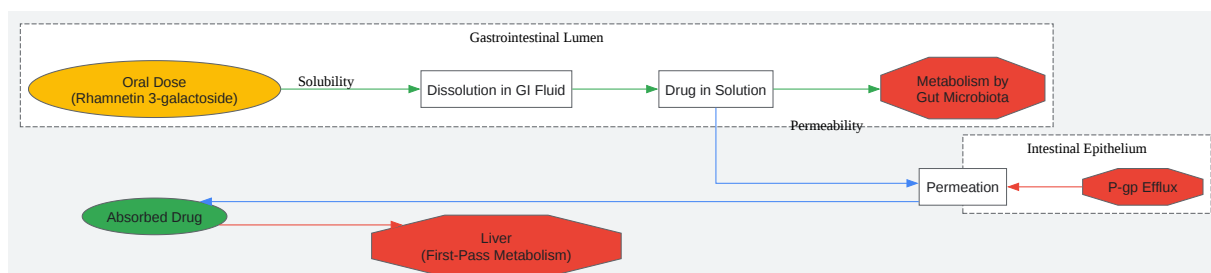 Gastrointestinal Lumen
Oral Dose
(Rhamnetin 3-galactoside)
Solubility
Dissolution in GI Fluid
Drug in Solution
Metabolism by
Gut Microbiota
Permeability
Intestinal Epithelium
Permeation
P-gp Efflux
Absorbed Drug
Liver
(First-Pass Metabolism)